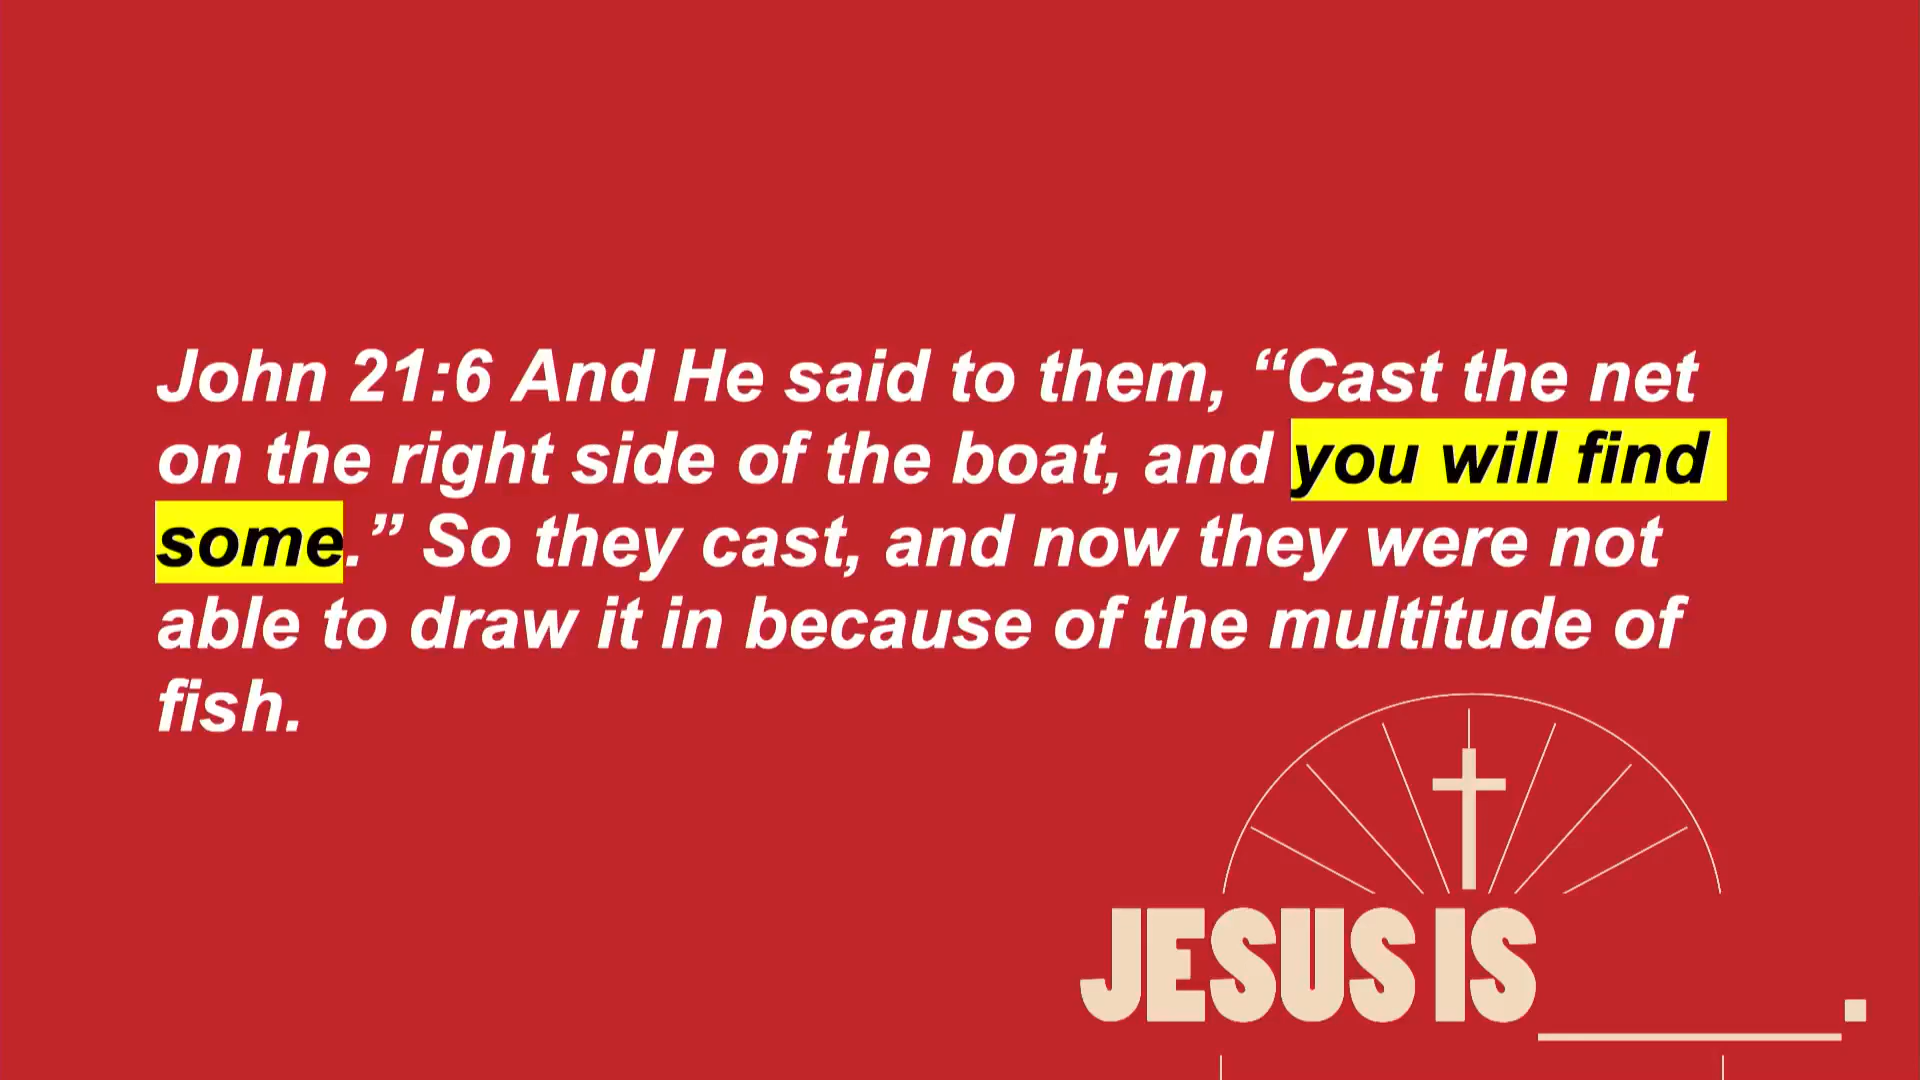 John 21:6 And He said to them, “Cast the net
on the right side of the boat, and you will find
some.” So they cast, and now they were not
able to draw it in because of the multitude of
fish.
JESUS IS ______.